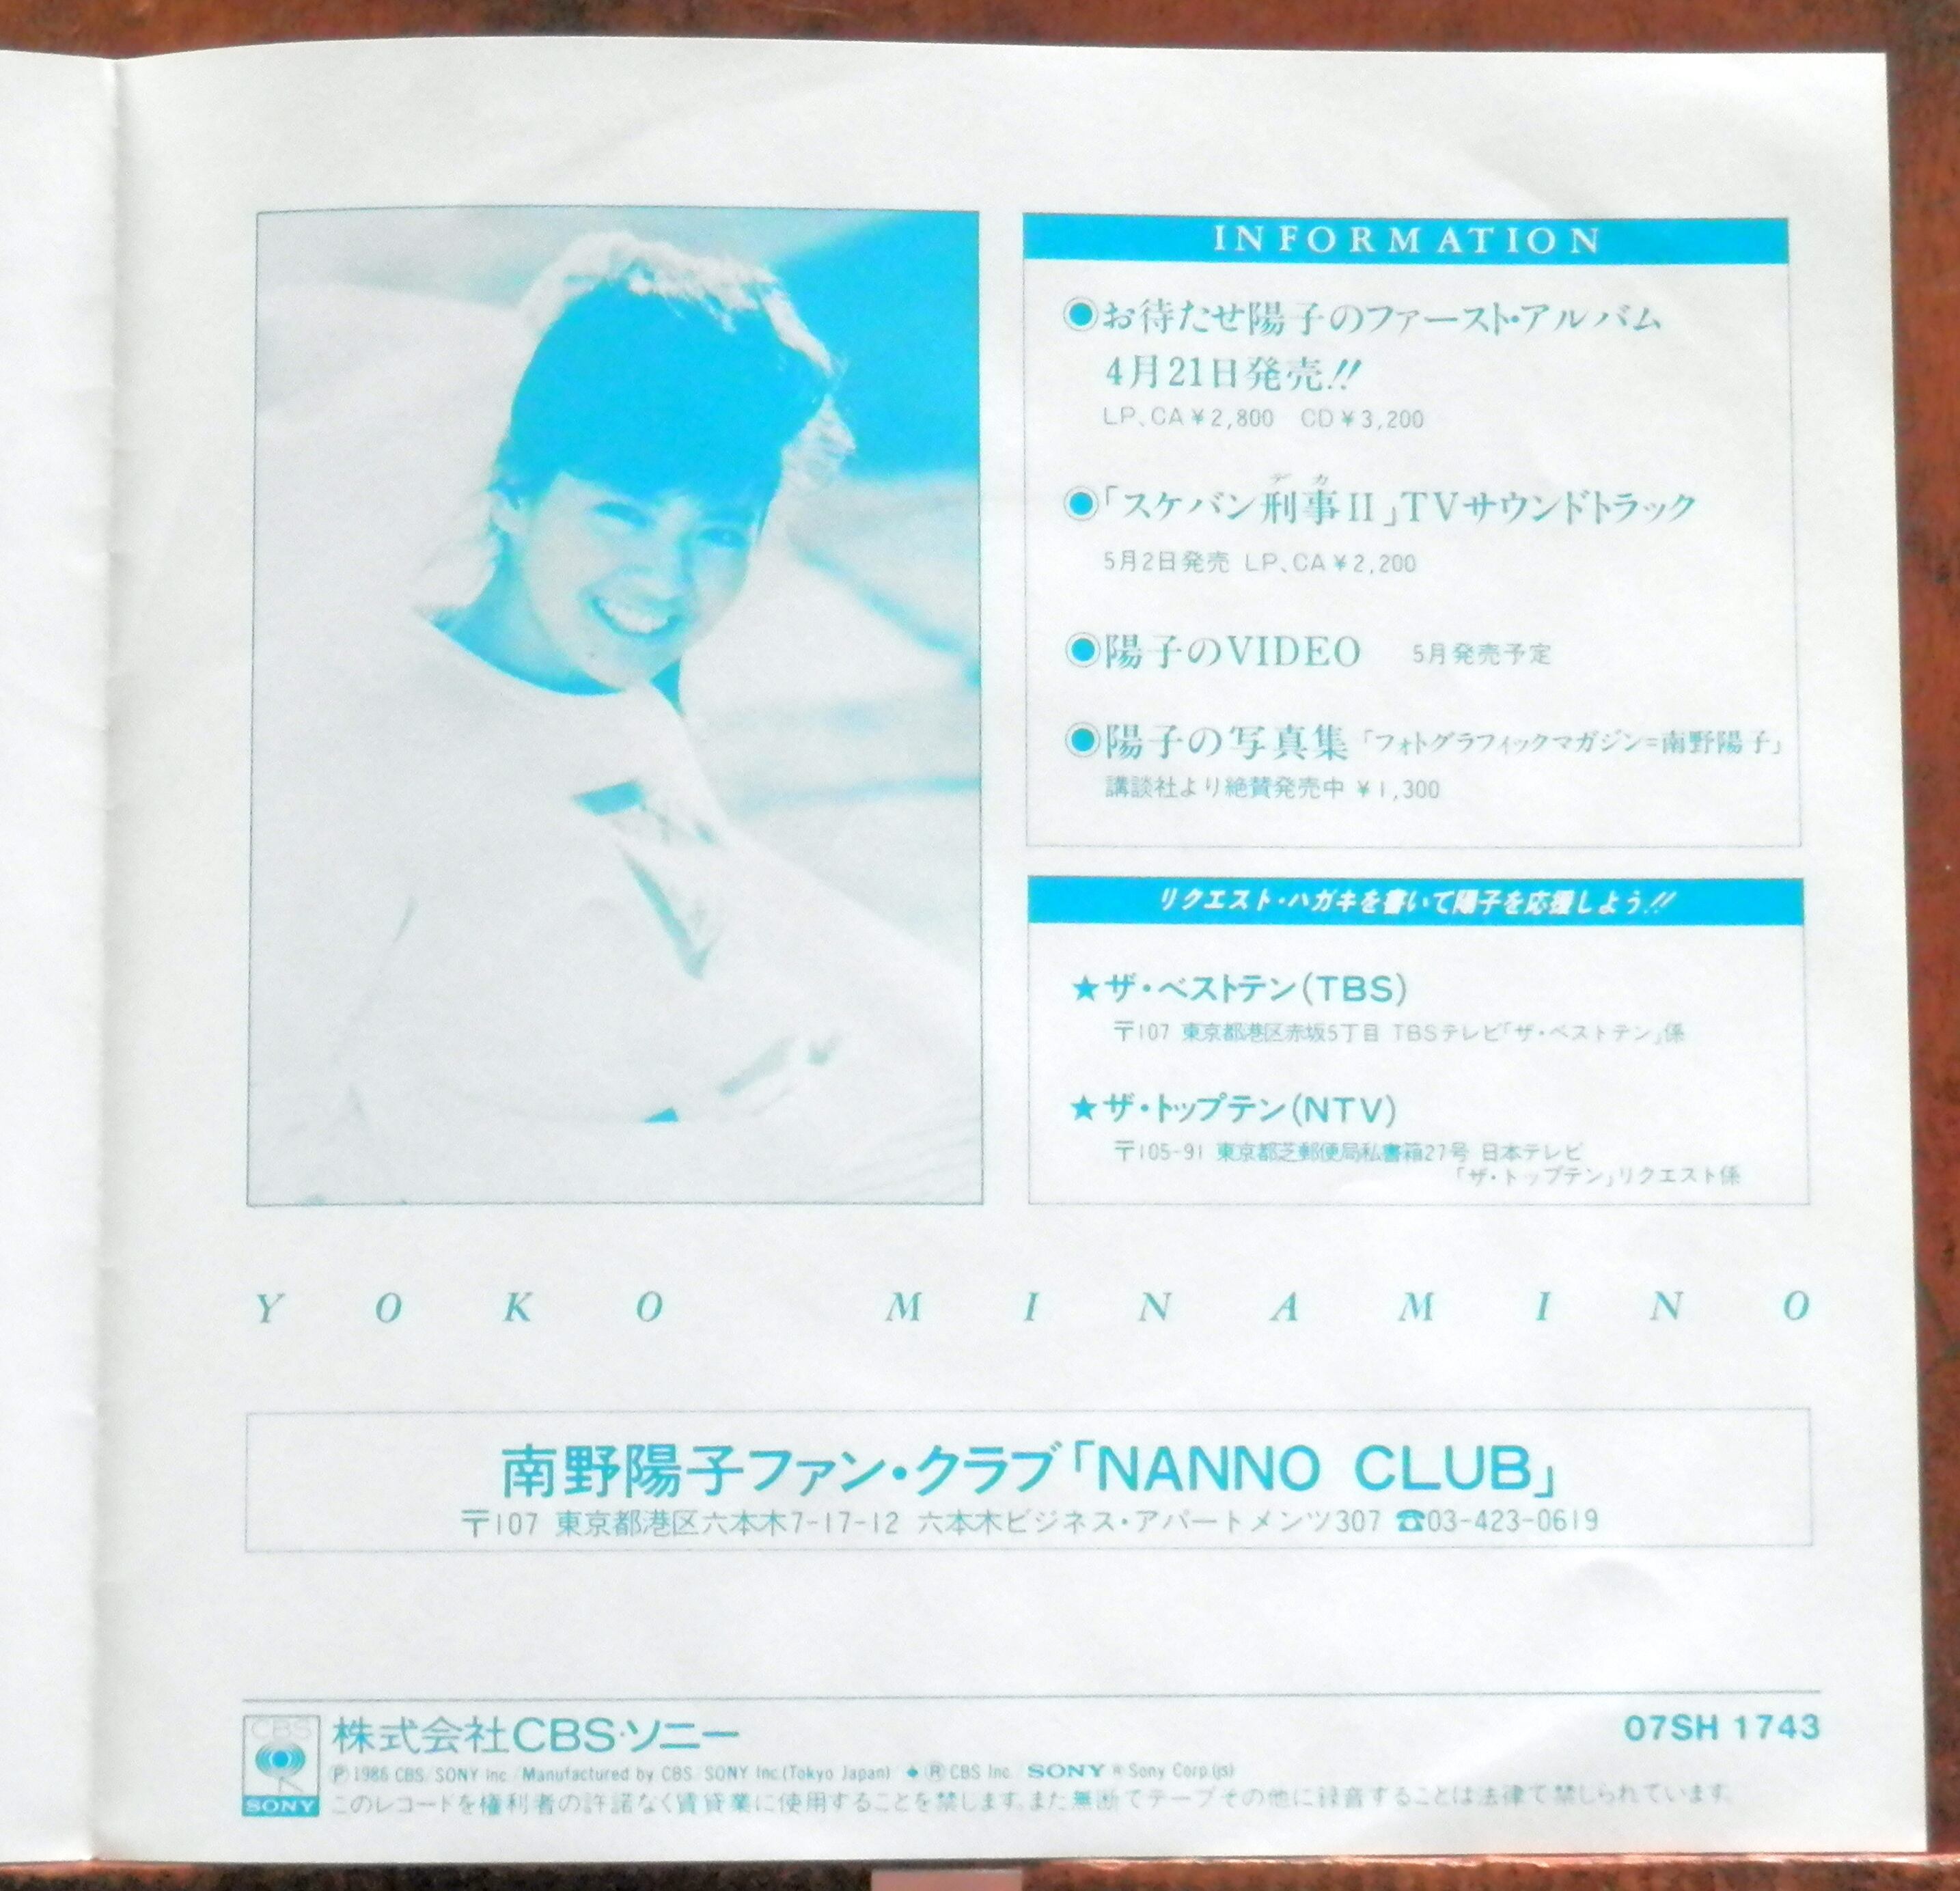 INFORMATION
◉お待たせ陽子のファースト・アルバム
4月21日発売!!
LP、CA¥2,800 CD¥3,200
◉「スケバン刑事II」TVサウンドトラック
デカ
5月2日発売 LP、CA¥2,200
◉陽子のVIDEO 5月発売予定
◉陽子の写真集「フォトグラフィックマガジン=南野陽子」
講談社より絶賛発売中 ¥1,300
リクエスト・ハガキを書いて陽子を応援しよう!!
★ザ・ベストテン(TBS)
〒107 東京都港区赤坂5丁目 TBSテレビ「ザ・ベストテン」係
★ザ・トップテン(NTV)
〒105-91 東京都芝郵便局私書箱27号 日本テレビ
「ザ・トップテン」リクエスト係
YOKO MINAMINO
南野陽子ファン・クラブ「NANNO CLUB」
〒107 東京都港区六本木7-17-12 六本木ビジネス・アパートメンツ307 ☎03-423-0619
CBS
SONY
株式会社CBS・ソニー
07SH 1743
Ⓟ1986 CBS/SONY Inc./Manufactured by CBS/SONY Inc.(Tokyo Japan) ◆ ®CBS Inc./SONY ® Sony Corp.(js)
このレコードを権利者の許諾なく賃貸業に使用することを禁じます。また無断でテープその他に録音することは法律で禁じられています。